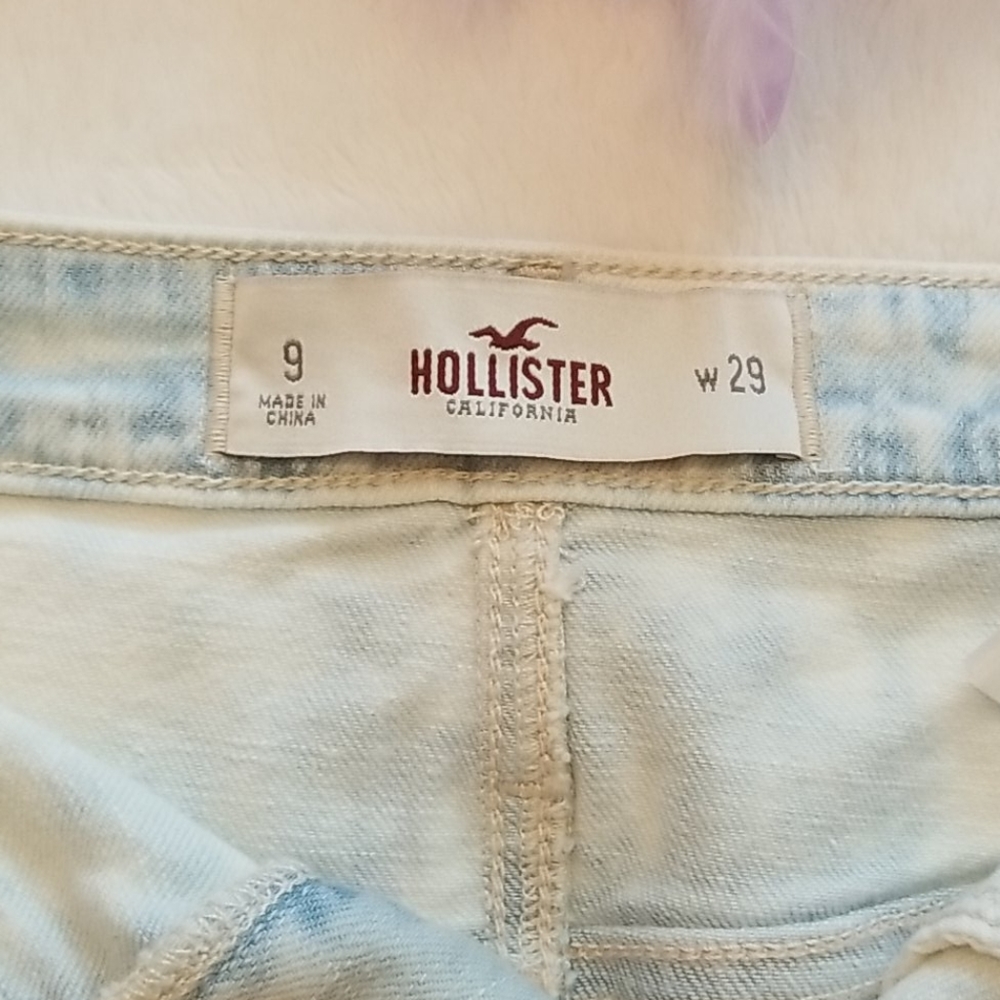 9
MADE IN
CHINA
HOLLISTER
CALIFORNIA
W 29